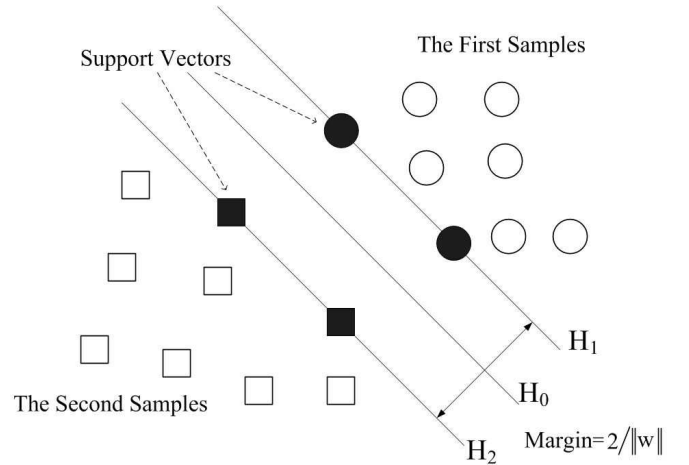 The First Samples
Support Vectors
H₁
The Second Samples
H₀
H₂
Margin=2/‖w‖